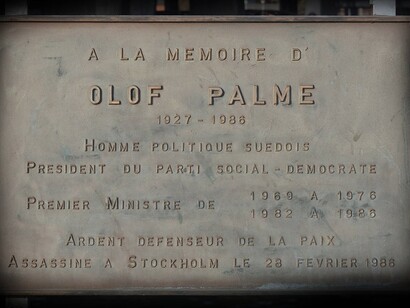 A LA MEMOIRE D'
OLOF PALME
1927 - 1986
HOMME POLITIQUE SUEDOIS
PRESIDENT DU PARTI SOCIAL-DEMOCRATE
PREMIER MINISTRE DE 1969 A 1976
1982 A 1986
ARDENT DEFENSEUR DE LA PAIX
ASSASSINE A STOCKHOLM LE 28 FEVRIER 1986